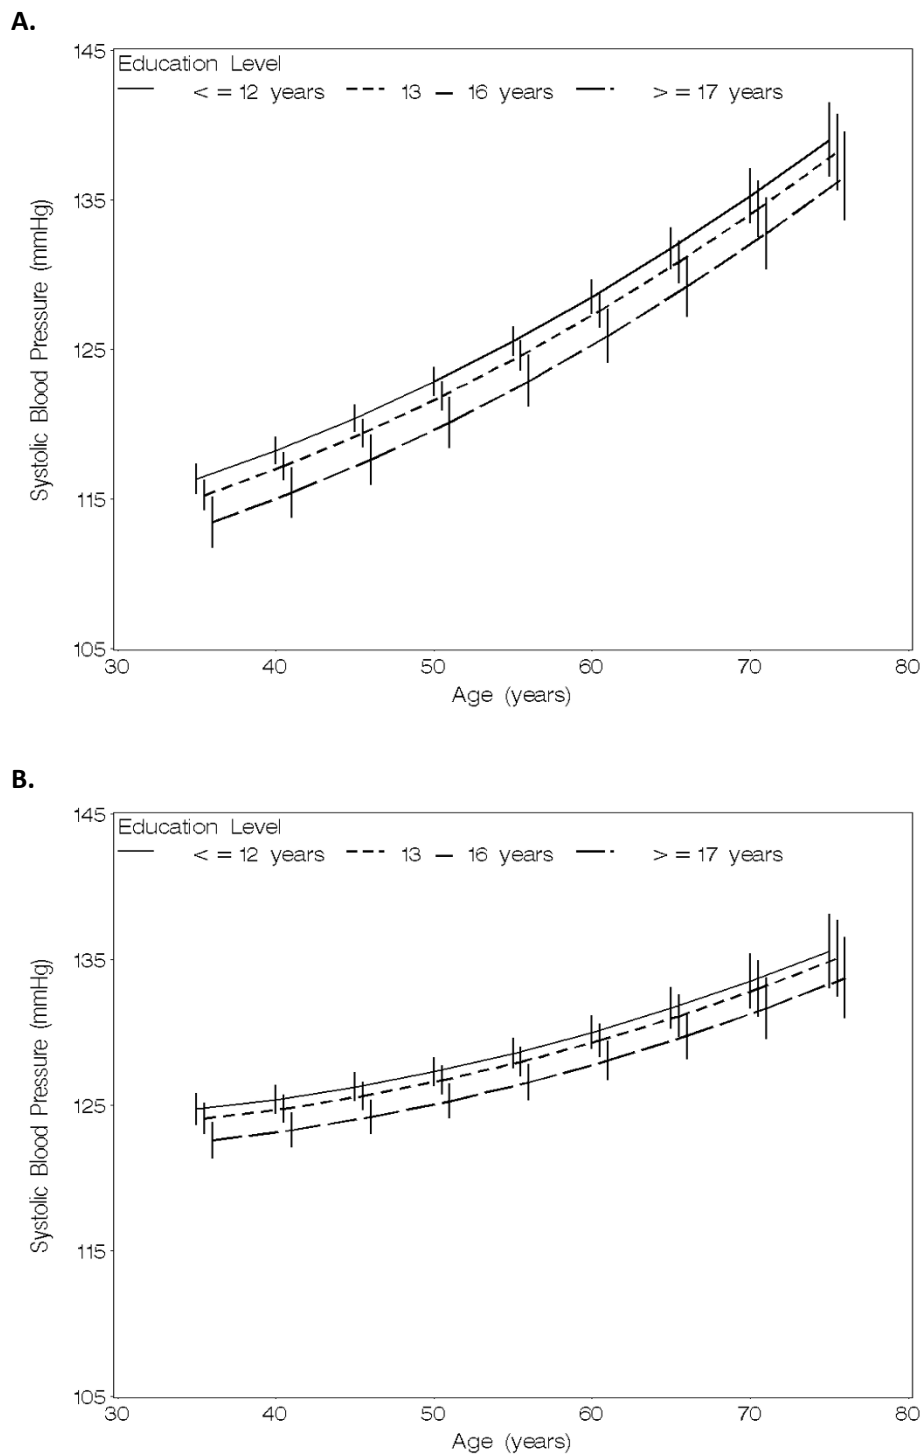 A.
145
Education Level
< = 12 years 13 – 16 years > = 17 years
135
Systolic Blood Pressure (mmHg)
125
115
105
30 40 50 60 70 80
Age (years)
B.
145
Education Level
< = 12 years 13 – 16 years > = 17 years
135
Systolic Blood Pressure (mmHg)
125
115
105
30 40 50 60 70 80
Age (years)